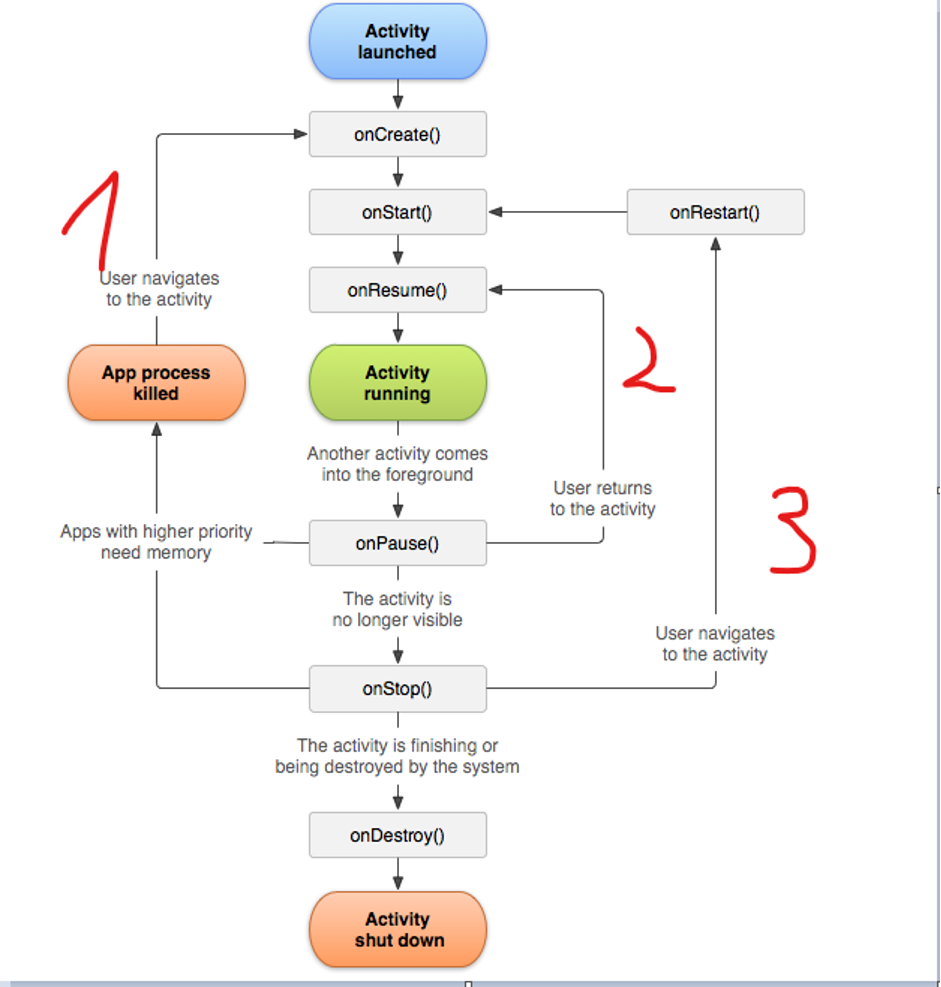 Activity
launched
onCreate()
1
onStart()
onRestart()
User navigates
to the activity
onResume()
2
App process
killed
Activity
running
Another activity comes
into the foreground
User returns
to the activity
3
Apps with higher priority
need memory
onPause()
The activity is
no longer visible
User navigates
to the activity
onStop()
The activity is finishing or
being destroyed by the system
onDestroy()
Activity
shut down